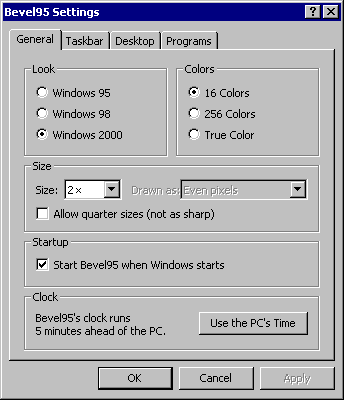 Bevel95 Settings
General Taskbar Desktop Programs
Look
Windows 95
Windows 98
Windows 2000
Colors
16 Colors
256 Colors
True Color
Size
Size: 2× Drawn as: Even pixels
Allow quarter sizes (not as sharp)
Startup
Start Bevel95 when Windows starts
Clock
Bevel95's clock runs
5 minutes ahead of the PC.
Use the PC's Time
OK Cancel Apply